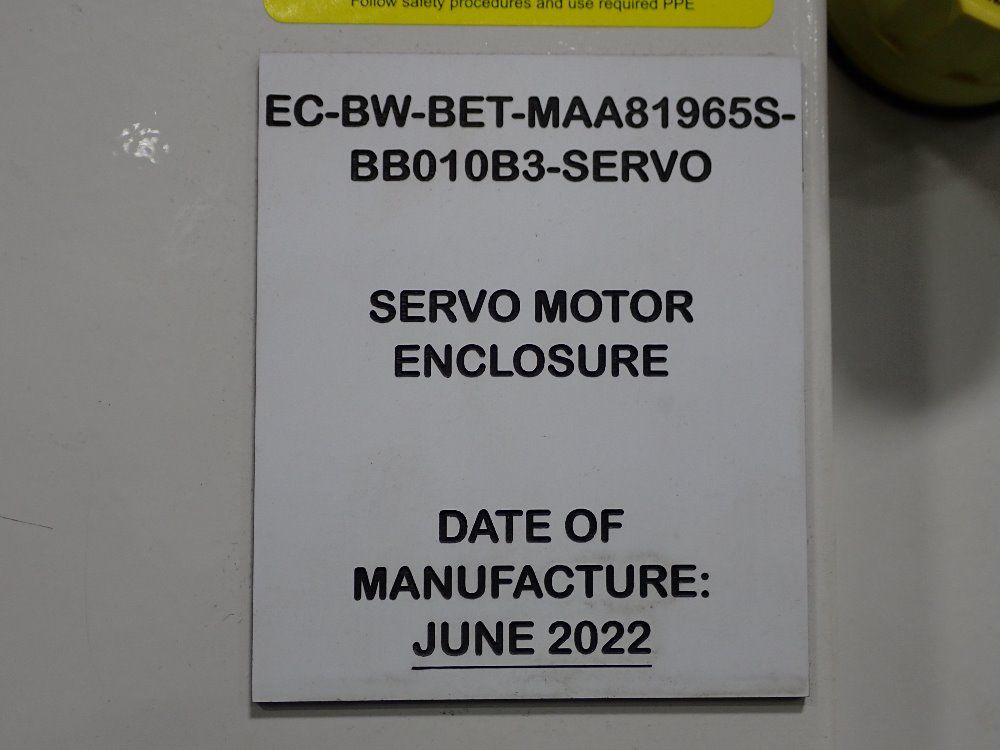 Follow safety procedures and use required PPE
EC-BW-BET-MAA81965S-
BB010B3-SERVO
SERVO MOTOR
ENCLOSURE
DATE OF
MANUFACTURE:
JUNE 2022